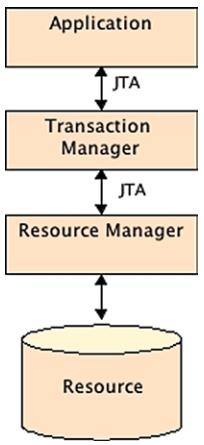 Application
JTA
Transaction
Manager
JTA
Resource Manager
Resource